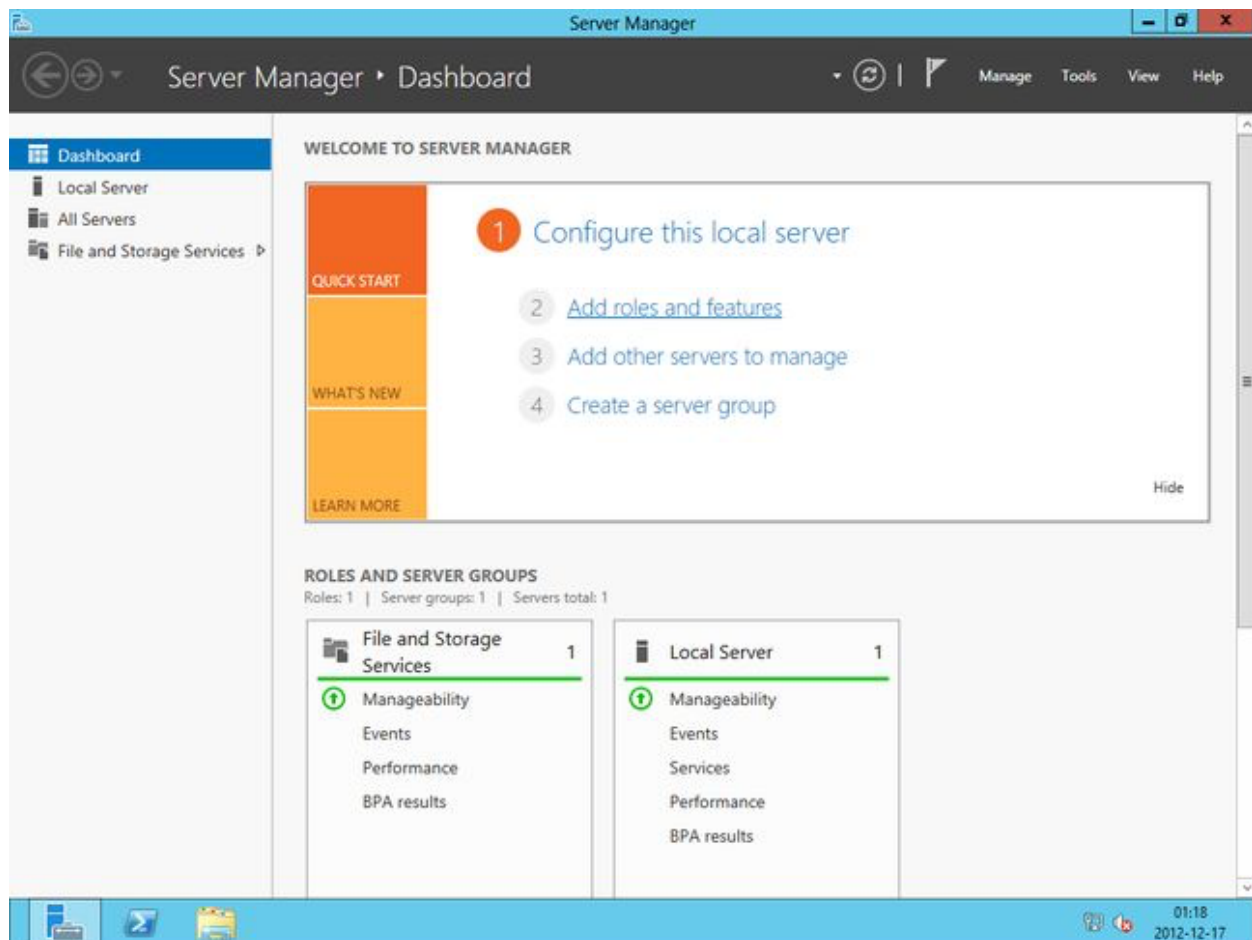 Server Manager
Server Manager ‣ Dashboard
Manage Tools View Help
Dashboard
Local Server
All Servers
File and Storage Services
WELCOME TO SERVER MANAGER
QUICK START
WHAT'S NEW
LEARN MORE
1 Configure this local server
2 Add roles and features
3 Add other servers to manage
4 Create a server group
Hide
ROLES AND SERVER GROUPS
Roles: 1 | Server groups: 1 | Servers total: 1
File and Storage
Services 1
Manageability
Events
Performance
BPA results
Local Server 1
Manageability
Events
Services
Performance
BPA results
01:18
2012-12-17